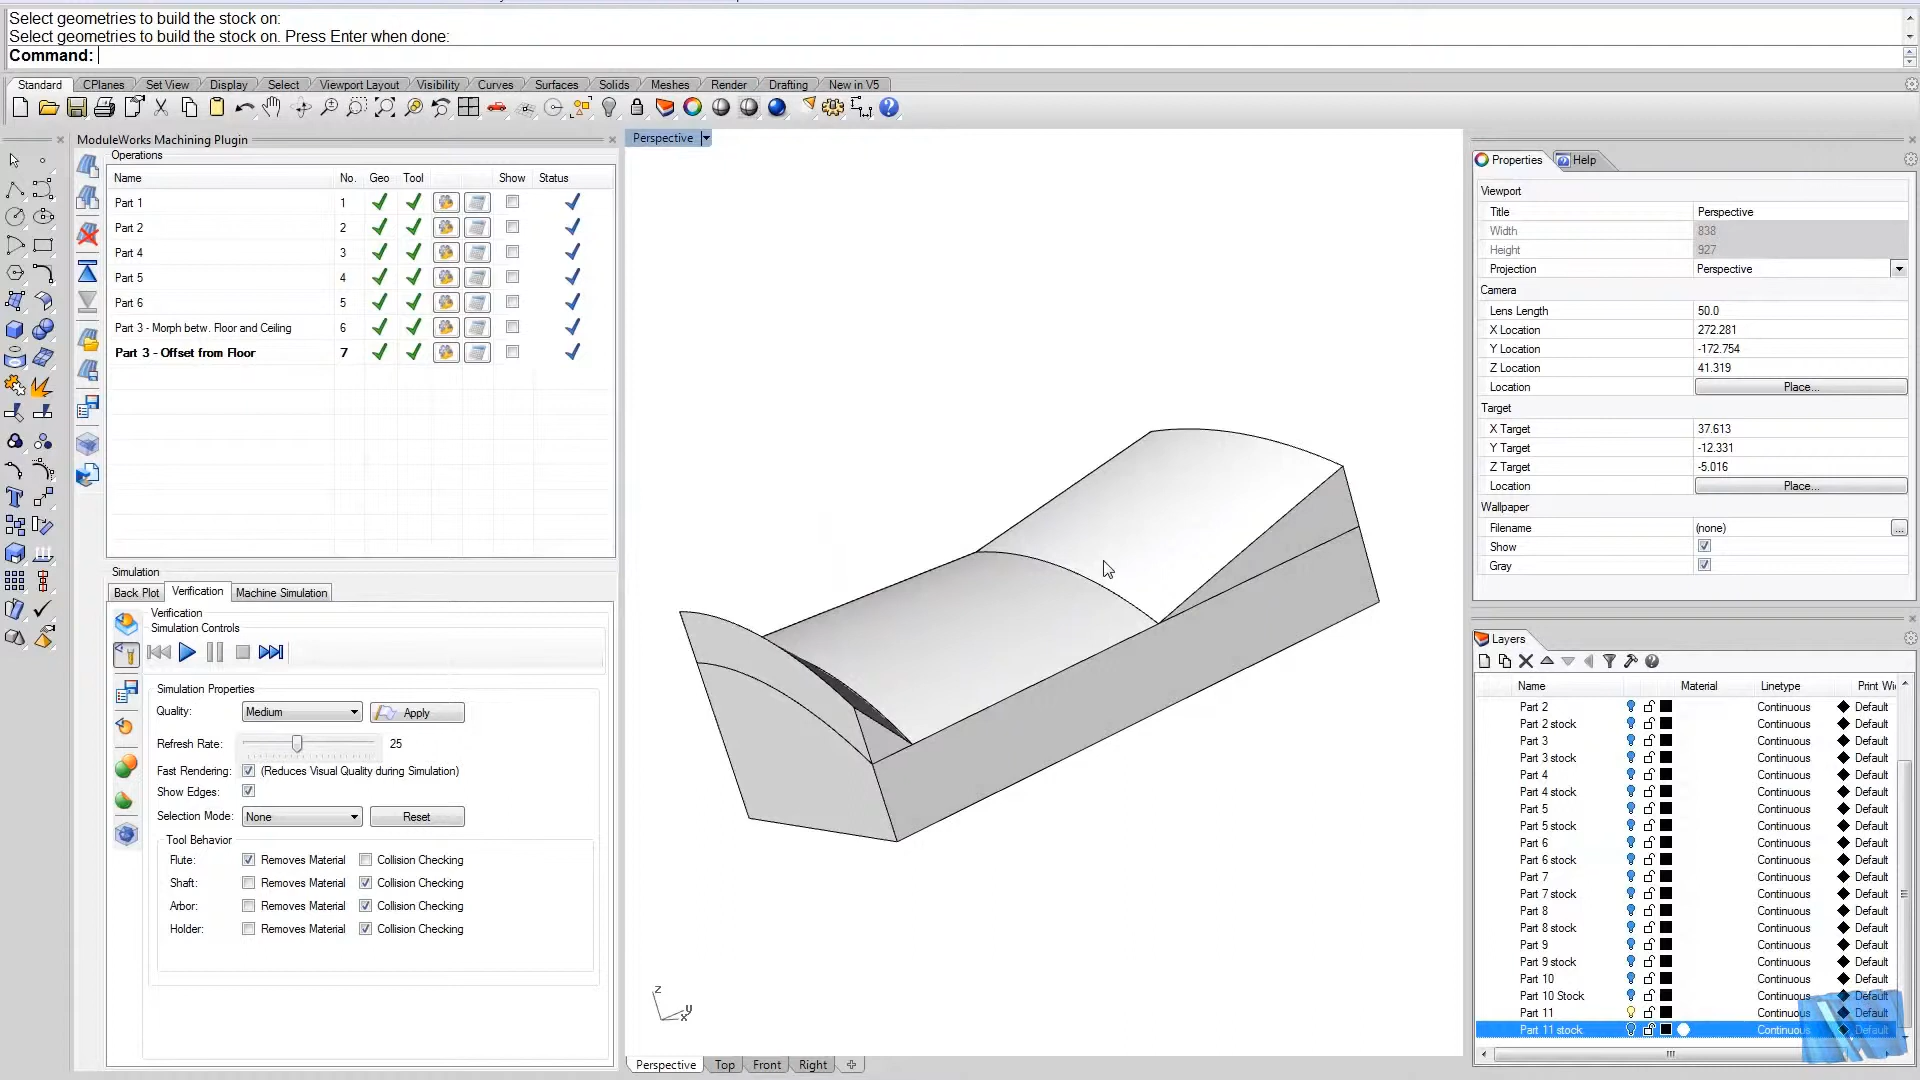 Select geometries to build the stock on:
Select geometries to build the stock on. Press Enter when done:
Command:
Standard CPlanes Set View Display Select Viewport Layout Visibility Curves Surfaces Solids Meshes Render Drafting New in V5
ModuleWorks Machining Plugin
Operations
Name No. Geo Tool Show Status
Part 1 1
Part 2 2
Part 4 3
Part 5 4
Part 6 5
Part 3 - Morph betw. Floor and Ceiling 6
Part 3 - Offset from Floor 7
Simulation
Back Plot Verification Machine Simulation
Verification
Simulation Controls
Simulation Properties
Quality: Medium Apply
Refresh Rate: 25
Fast Rendering: (Reduces Visual Quality during Simulation)
Show Edges:
Selection Mode: None Reset
Tool Behavior
Flute: Removes Material Collision Checking
Shaft: Removes Material Collision Checking
Arbor: Removes Material Collision Checking
Holder: Removes Material Collision Checking
Perspective
z
y
x
Perspective Top Front Right
Properties Help
Viewport
Title Perspective
Width 838
Height 927
Projection Perspective
Camera
Lens Length 50.0
X Location 272.281
Y Location -172.754
Z Location 41.319
Location Place...
Target
X Target 37.613
Y Target -12.331
Z Target -5.016
Location Place...
Wallpaper
Filename (none) ...
Show
Gray
Layers
Name Material Linetype Print Wi
Part 2 Continuous Default
Part 2 stock Continuous Default
Part 3 Continuous Default
Part 3 stock Continuous Default
Part 4 Continuous Default
Part 4 stock Continuous Default
Part 5 Continuous Default
Part 5 stock Continuous Default
Part 6 Continuous Default
Part 6 stock Continuous Default
Part 7 Continuous Default
Part 7 stock Continuous Default
Part 8 Continuous Default
Part 8 stock Continuous Default
Part 9 Continuous Default
Part 9 stock Continuous Default
Part 10 Continuous Default
Part 10 Stock Continuous Default
Part 11 Continuous Default
Part 11 stock Continuous Default